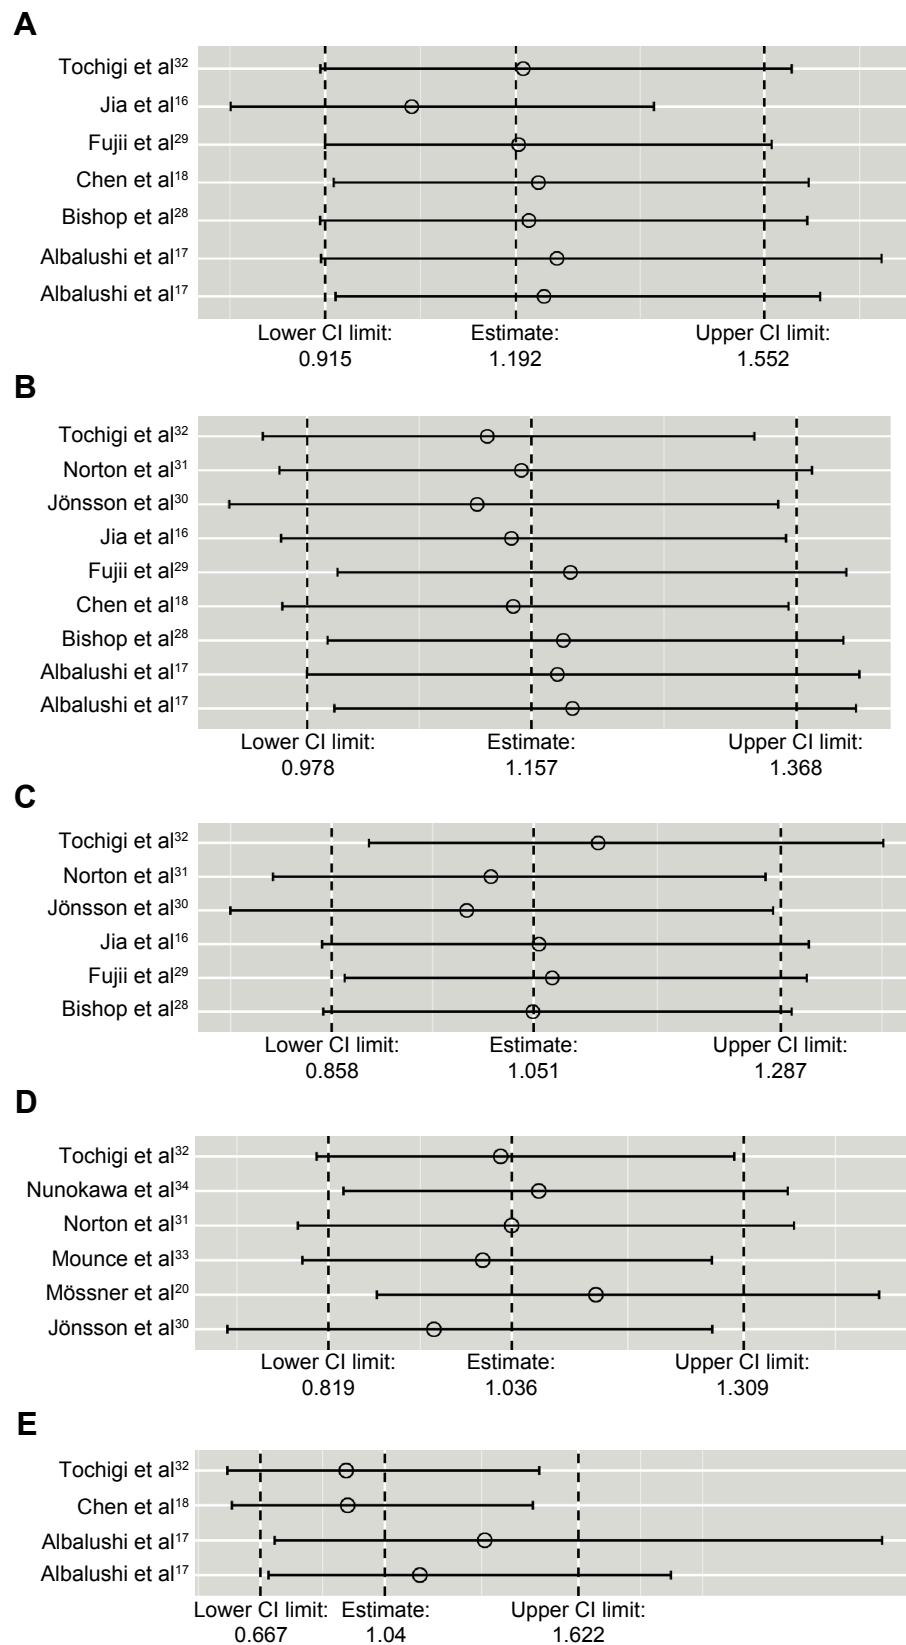 A
Tochigi et al32
Jia et al16
Fujii et al29
Chen et al18
Bishop et al28
Albalushi et al17
Albalushi et al17
Lower CI limit: Estimate: Upper CI limit:
0.915 1.192 1.552
B
Tochigi et al32
Norton et al31
Jönsson et al30
Jia et al16
Fujii et al29
Chen et al18
Bishop et al28
Albalushi et al17
Albalushi et al17
Lower CI limit: Estimate: Upper CI limit:
0.978 1.157 1.368
C
Tochigi et al32
Norton et al31
Jönsson et al30
Jia et al16
Fujii et al29
Bishop et al28
Lower CI limit: Estimate: Upper CI limit:
0.858 1.051 1.287
D
Tochigi et al32
Nunokawa et al34
Norton et al31
Mounce et al33
Mössner et al20
Jönsson et al30
Lower CI limit: Estimate: Upper CI limit:
0.819 1.036 1.309
E
Tochigi et al32
Chen et al18
Albalushi et al17
Albalushi et al17
Lower CI limit: Estimate: Upper CI limit:
0.667 1.04 1.622